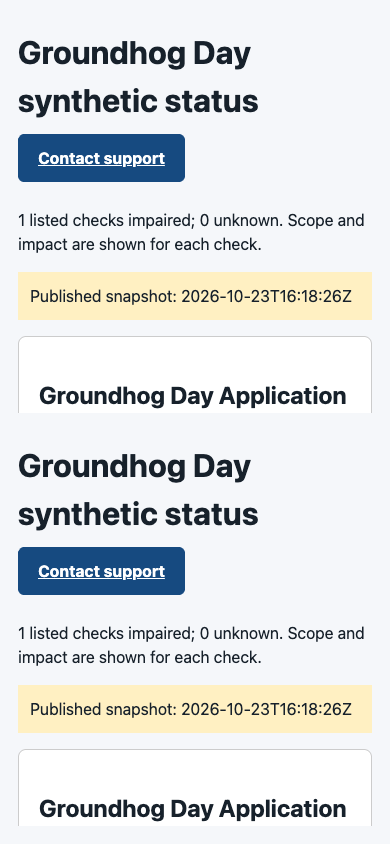 Groundhog Day
synthetic status
Contact support
1 listed checks impaired; 0 unknown. Scope and
impact are shown for each check.
Published snapshot: 2026-10-23T16:18:26Z
Groundhog Day Application
Groundhog Day
synthetic status
Contact support
1 listed checks impaired; 0 unknown. Scope and
impact are shown for each check.
Published snapshot: 2026-10-23T16:18:26Z
Groundhog Day Application